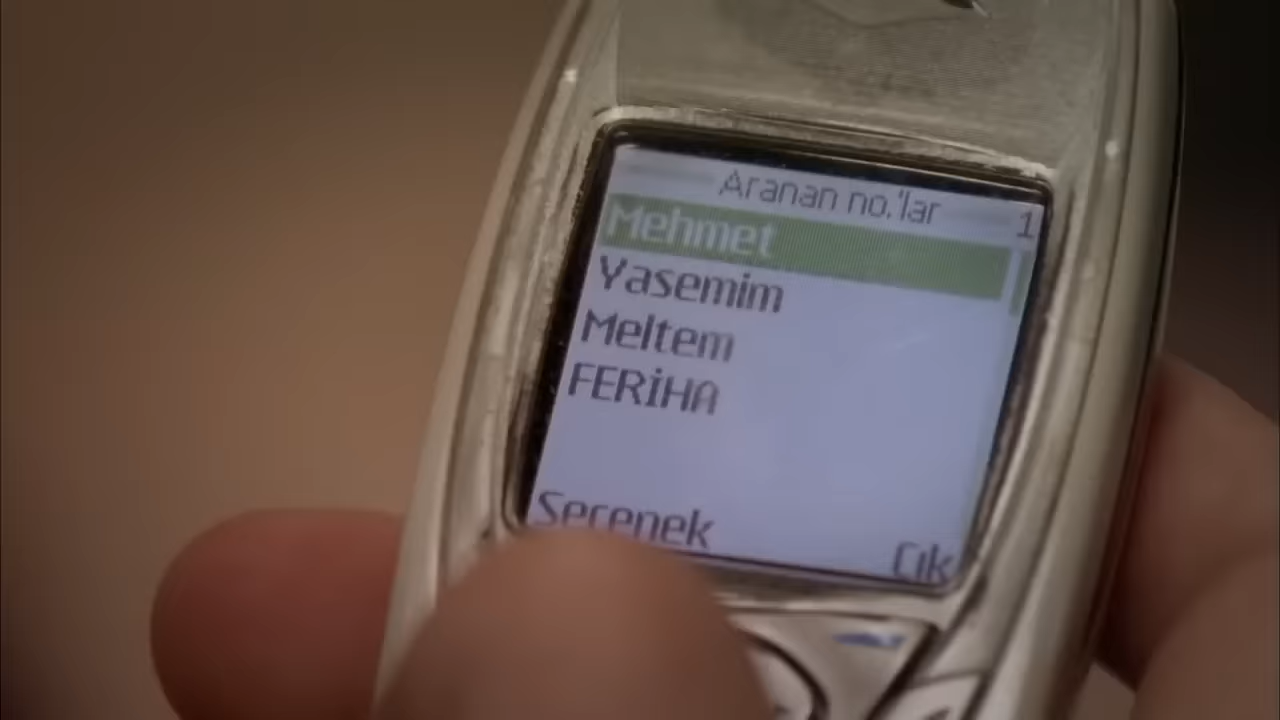 Aranan no.'lar
1
Mehmet
Yasemim
Meltem
FERİHA
Seçenek
Çık